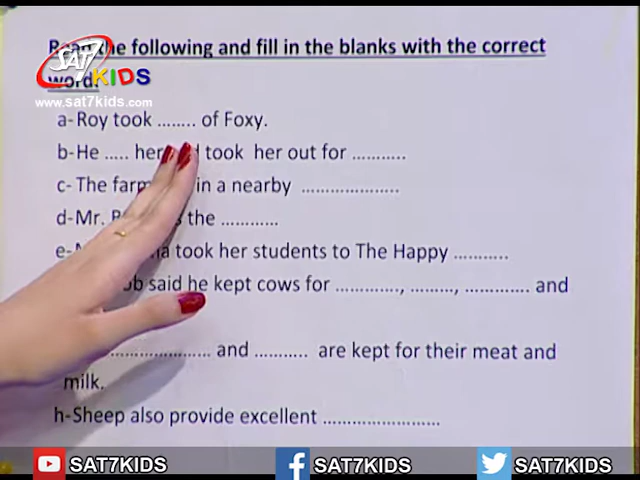 the following and fill in the blanks with the correct
word.
SAT7
KIDS
www.sat7kids.com
a- Roy took ........ of Foxy.
b-He ..... her took her out for ...........
c- The in a nearby ...................
d-Mr. the ............
e- took her students to The Happy ...........
said he kept cows for ............., ........., ............. and
.................... and ........... are kept for their meat and
milk.
h-Sheep also provide excellent ........................
SAT7KIDS SAT7KIDS SAT7KIDS